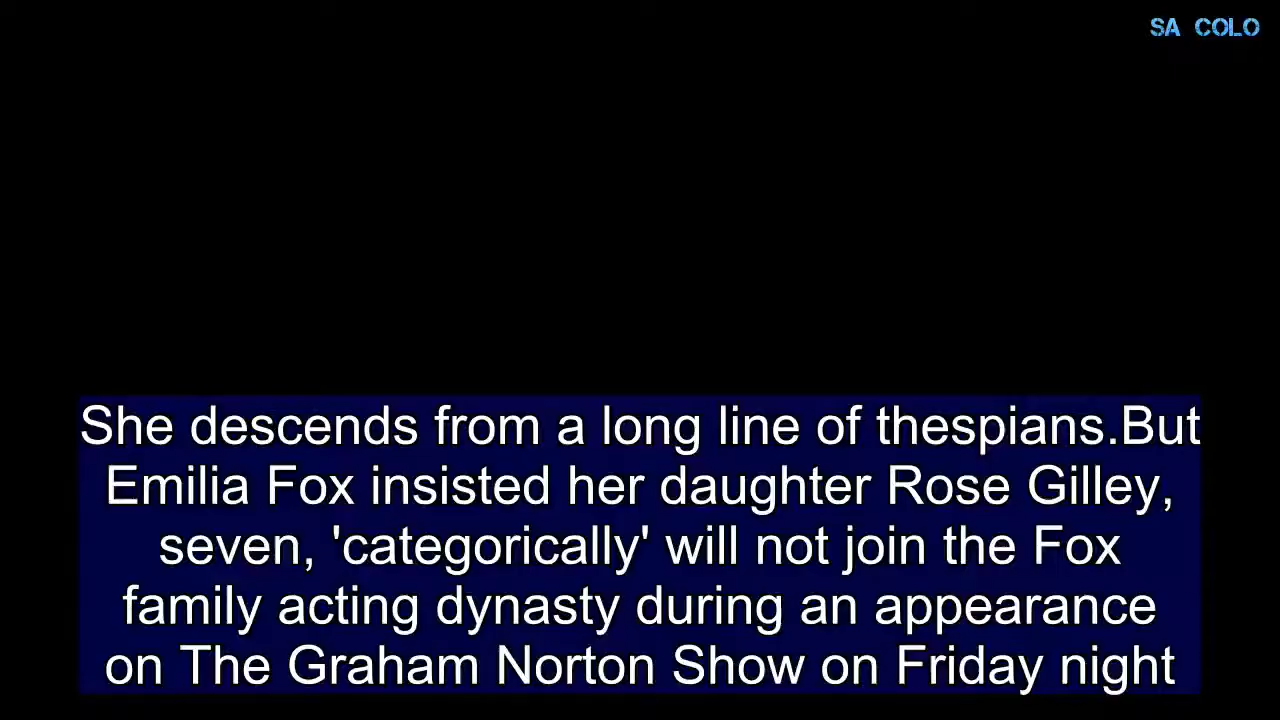 SA COLO
She descends from a long line of thespians.But
Emilia Fox insisted her daughter Rose Gilley,
seven, 'categorically' will not join the Fox
family acting dynasty during an appearance
on The Graham Norton Show on Friday night